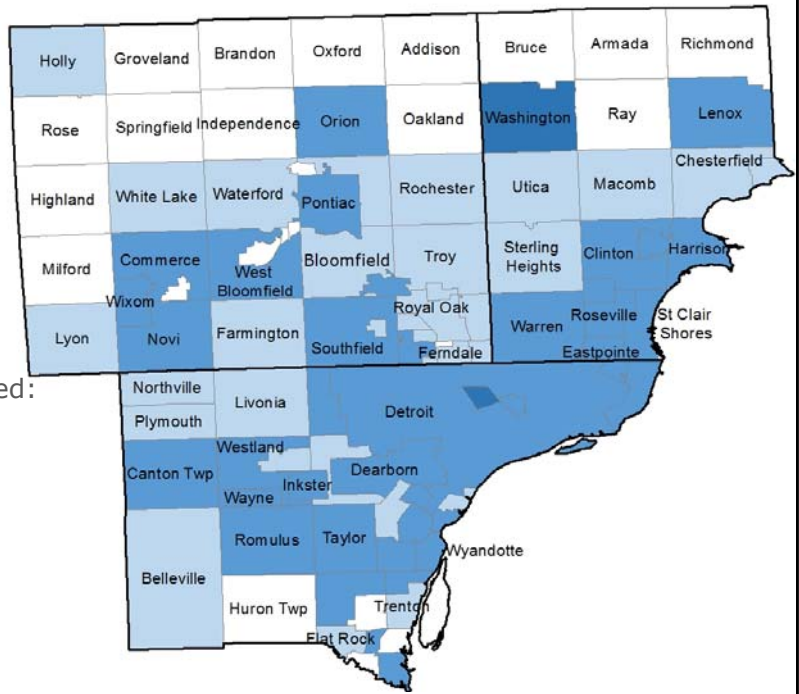 Holly
Groveland
Brandon
Oxford
Addison
Bruce
Armada
Richmond
Rose
Springfield
Independence
Orion
Oakland
Washington
Ray
Lenox
Highland
White Lake
Waterford
Pontiac
Rochester
Utica
Macomb
Chesterfield
Milford
Commerce
West
Bloomfield
Bloomfield
Troy
Sterling
Heights
Clinton
Harrison
Wixom
Lyon
Novi
Farmington
Southfield
Royal Oak
Ferndale
Warren
Roseville
St Clair
Shores
Eastpointe
ed:
Northville
Livonia
Detroit
Plymouth
Westland
Canton Twp
Dearborn
Inkster
Wayne
Romulus
Taylor
Wyandotte
Belleville
Huron Twp
Trenton
Flat Rock